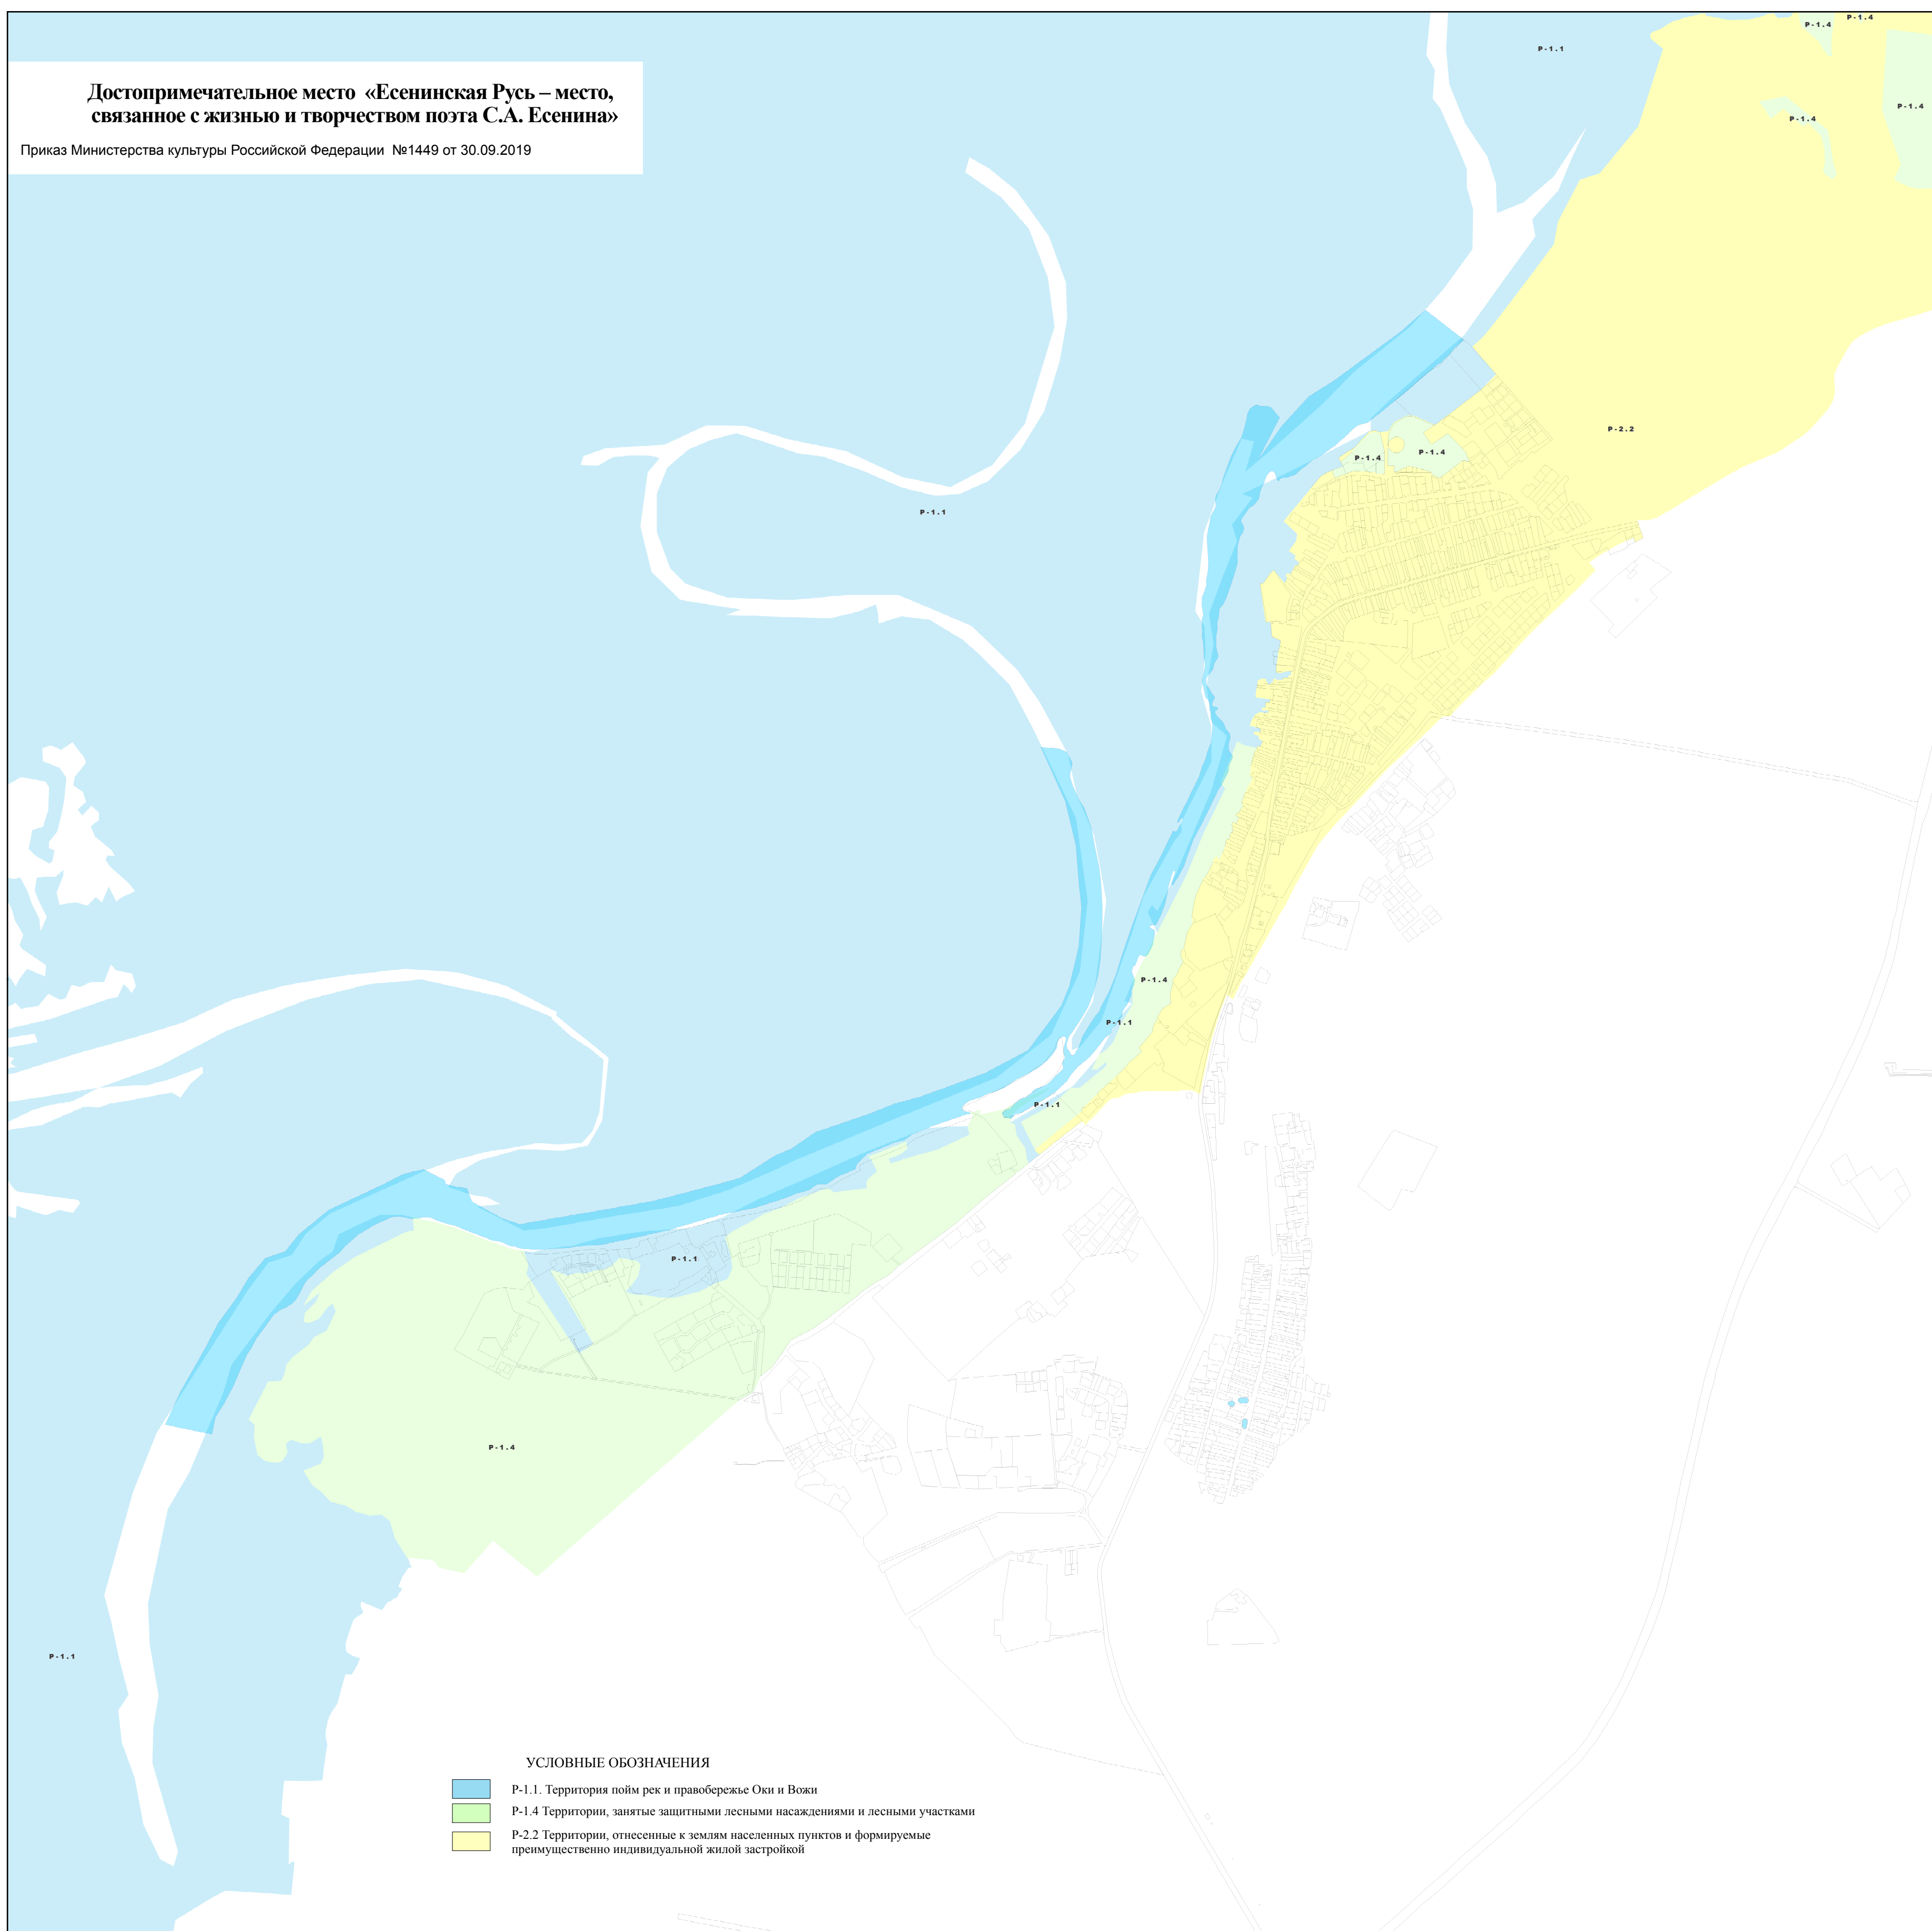 Достопримечательное место «Есенинская Русь – место,
связанное с жизнью и творчеством поэта С.А. Есенина»
Приказ Министерства культуры Российской Федерации №1449 от 30.09.2019
Р-1.4
Р-1.4
Р-1.1
Р-1.4
Р-1.4
Р-2.2
Р-1.4
Р-1.4
Р-1.1
Р-1.4
Р-1.1
Р-1.1
Р-1.1
Р-1.4
Р-1.1
УСЛОВНЫЕ ОБОЗНАЧЕНИЯ
Р-1.1. Территория пойм рек и правобережье Оки и Вожи
Р-1.4 Территории, занятые защитными лесными насаждениями и лесными участками
Р-2.2 Территории, отнесенные к землям населенных пунктов и формируемые
преимущественно индивидуальной жилой застройкой